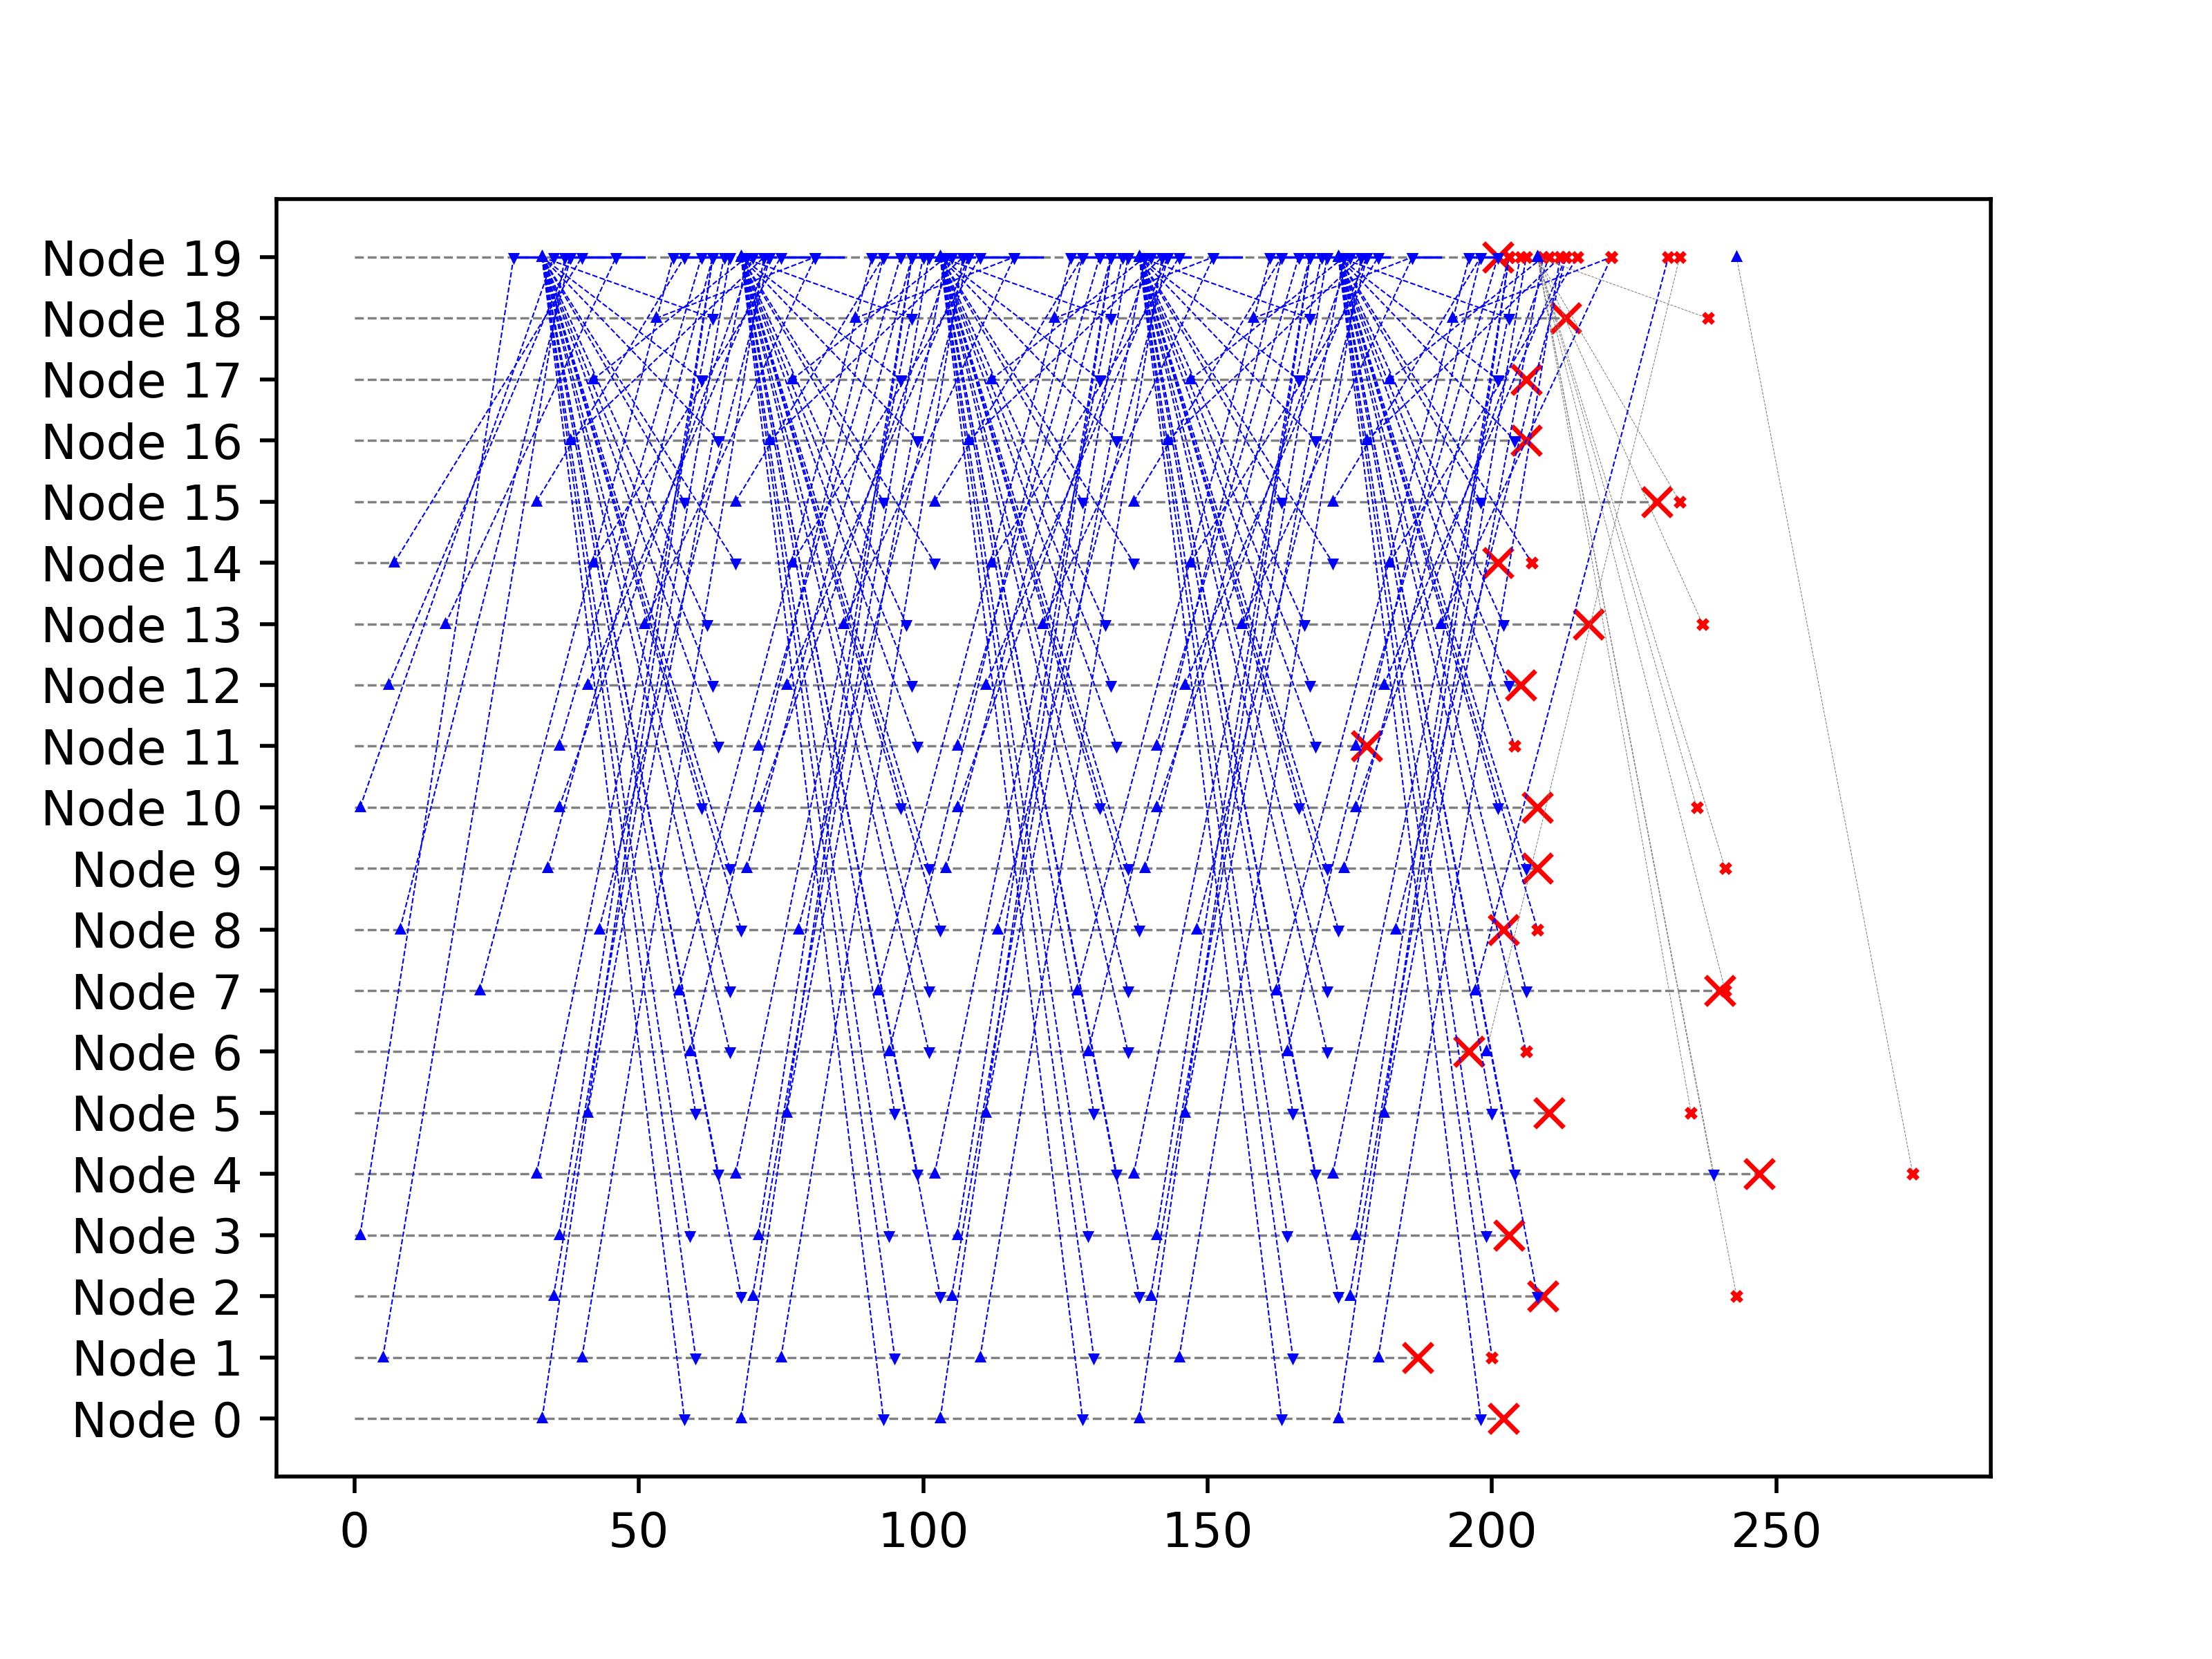 Node 19
Node 18
Node 17
Node 16
Node 15
Node 14
Node 13
Node 12
Node 11
Node 10
Node 9
Node 8
Node 7
Node 6
Node 5
Node 4
Node 3
Node 2
Node 1
Node 0
0 50 100 150 200 250